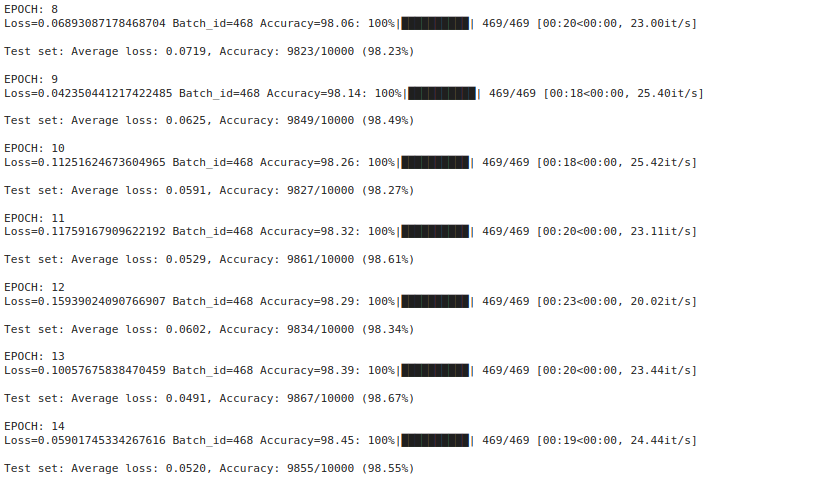 EPOCH: 8
Loss=0.06893087178468704 Batch_id=468 Accuracy=98.06: 100%|██████████| 469/469 [00:20<00:00, 23.00it/s]
Test set: Average loss: 0.0719, Accuracy: 9823/10000 (98.23%)
EPOCH: 9
Loss=0.042350441217422485 Batch_id=468 Accuracy=98.14: 100%|██████████| 469/469 [00:18<00:00, 25.40it/s]
Test set: Average loss: 0.0625, Accuracy: 9849/10000 (98.49%)
EPOCH: 10
Loss=0.11251624673604965 Batch_id=468 Accuracy=98.26: 100%|██████████| 469/469 [00:18<00:00, 25.42it/s]
Test set: Average loss: 0.0591, Accuracy: 9827/10000 (98.27%)
EPOCH: 11
Loss=0.11759167909622192 Batch_id=468 Accuracy=98.32: 100%|██████████| 469/469 [00:20<00:00, 23.11it/s]
Test set: Average loss: 0.0529, Accuracy: 9861/10000 (98.61%)
EPOCH: 12
Loss=0.15939024090766907 Batch_id=468 Accuracy=98.29: 100%|██████████| 469/469 [00:23<00:00, 20.02it/s]
Test set: Average loss: 0.0602, Accuracy: 9834/10000 (98.34%)
EPOCH: 13
Loss=0.10057675838470459 Batch_id=468 Accuracy=98.39: 100%|██████████| 469/469 [00:20<00:00, 23.44it/s]
Test set: Average loss: 0.0491, Accuracy: 9867/10000 (98.67%)
EPOCH: 14
Loss=0.05901745334267616 Batch_id=468 Accuracy=98.45: 100%|██████████| 469/469 [00:19<00:00, 24.44it/s]
Test set: Average loss: 0.0520, Accuracy: 9855/10000 (98.55%)